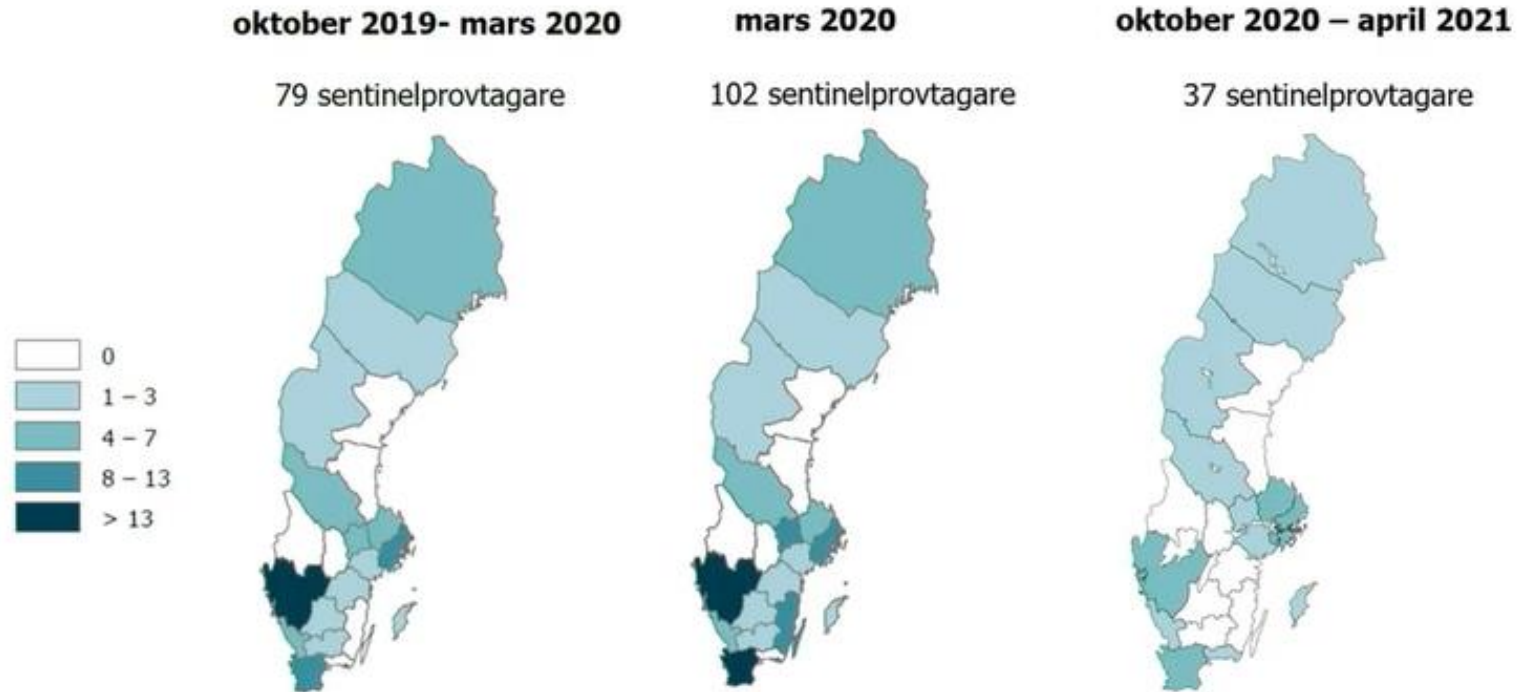 oktober 2019- mars 2020
mars 2020
oktober 2020 – april 2021
79 sentinelprovtagare
102 sentinelprovtagare
37 sentinelprovtagare
0
1 – 3
4 – 7
8 – 13
> 13